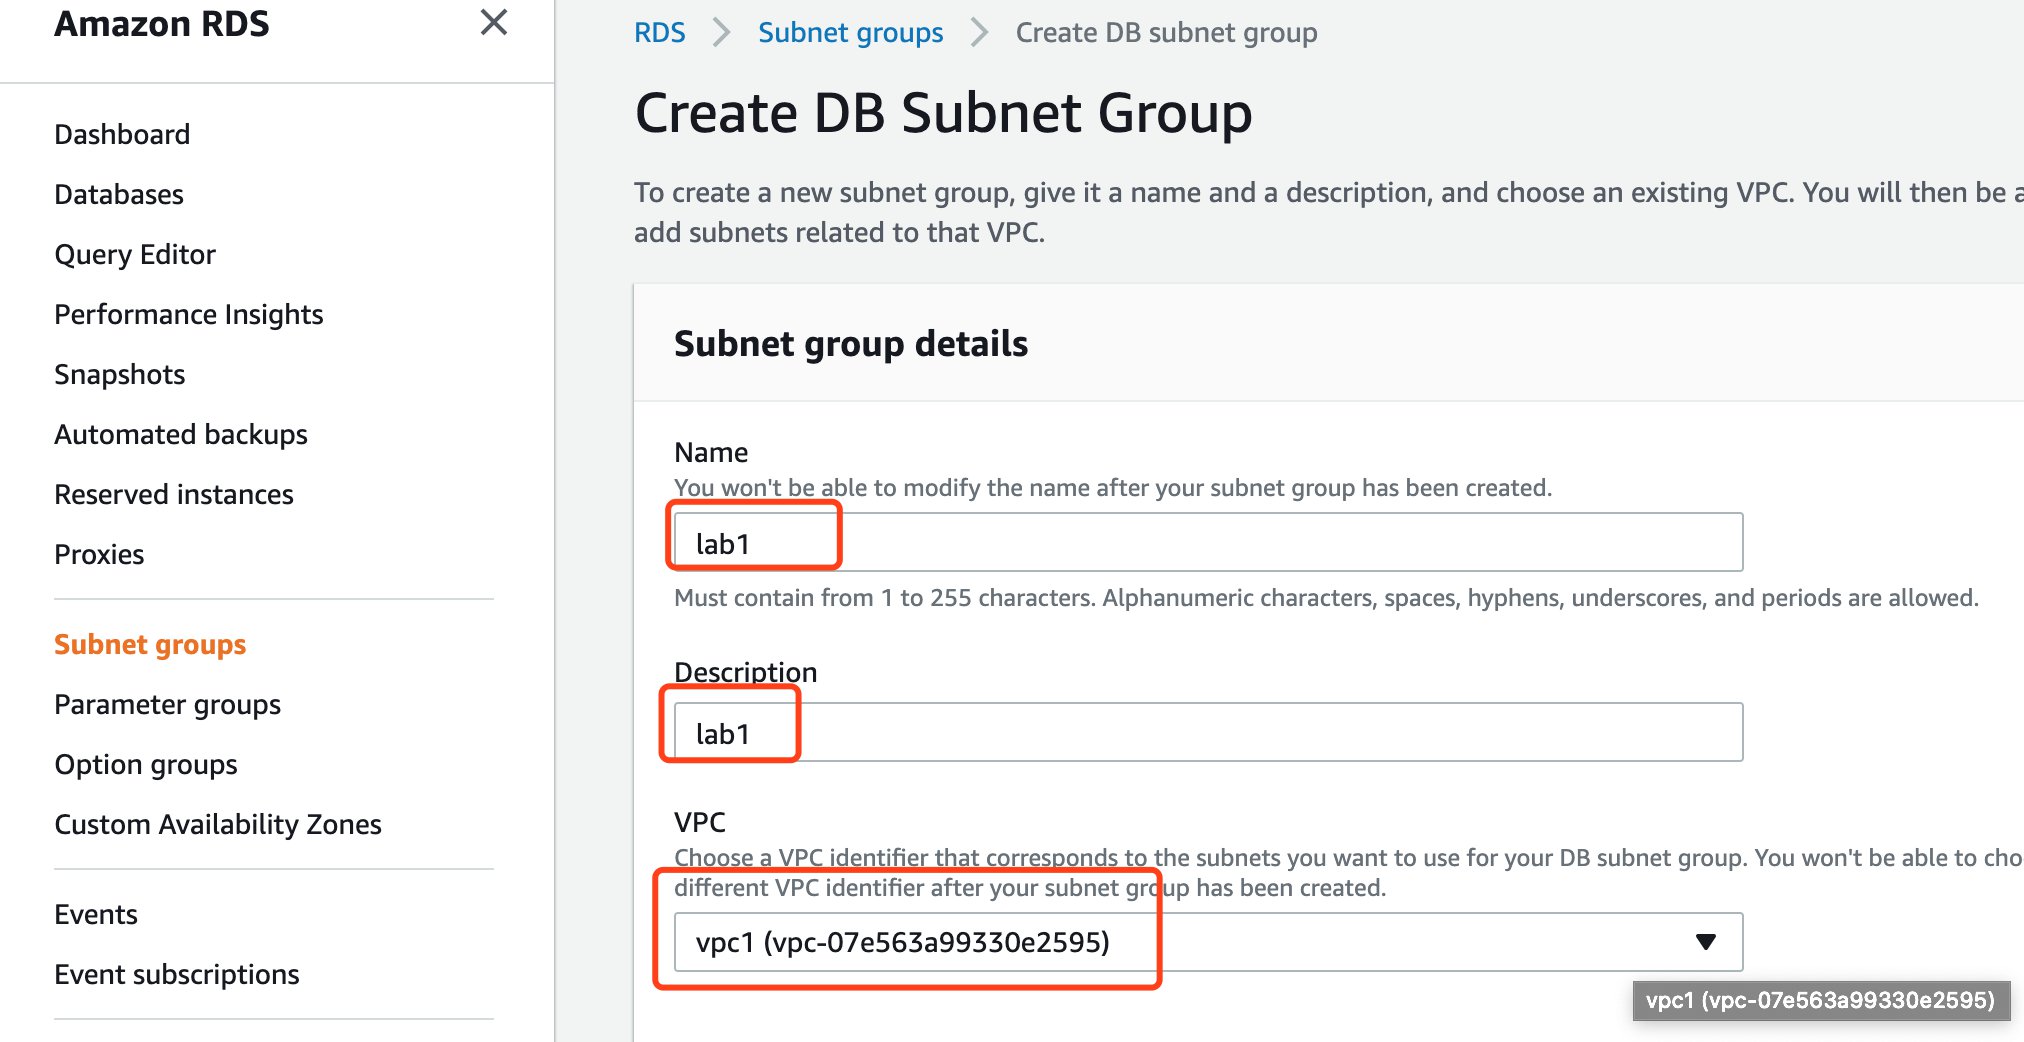 Amazon RDS
Dashboard
Databases
Query Editor
Performance Insights
Snapshots
Automated backups
Reserved instances
Proxies
Subnet groups
Parameter groups
Option groups
Custom Availability Zones
Events
Event subscriptions
RDS > Subnet groups > Create DB subnet group
Create DB Subnet Group
To create a new subnet group, give it a name and a description, and choose an existing VPC. You will then be a
add subnets related to that VPC.
Subnet group details
Name
You won't be able to modify the name after your subnet group has been created.
lab1
Must contain from 1 to 255 characters. Alphanumeric characters, spaces, hyphens, underscores, and periods are allowed.
Description
lab1
VPC
Choose a VPC identifier that corresponds to the subnets you want to use for your DB subnet group. You won't be able to cho
different VPC identifier after your subnet group has been created.
vpc1 (vpc-07e563a99330e2595)
vpc1 (vpc-07e563a99330e2595)